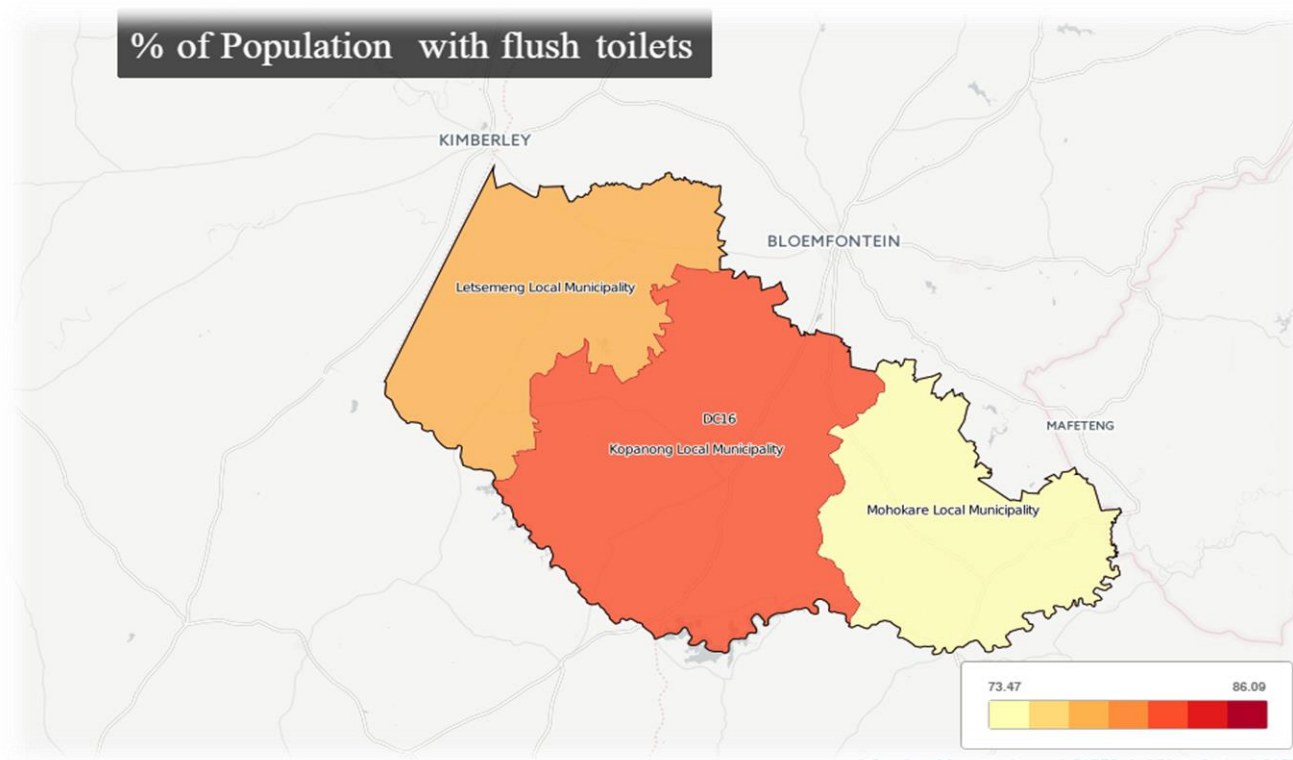 % of Population with flush toilets
KIMBERLEY
BLOEMFONTEIN
Letsemeng Local Municipality
DC16
MAFETENG
Kopanong Local Municipality
Mohokare Local Municipality
73.47 86.09